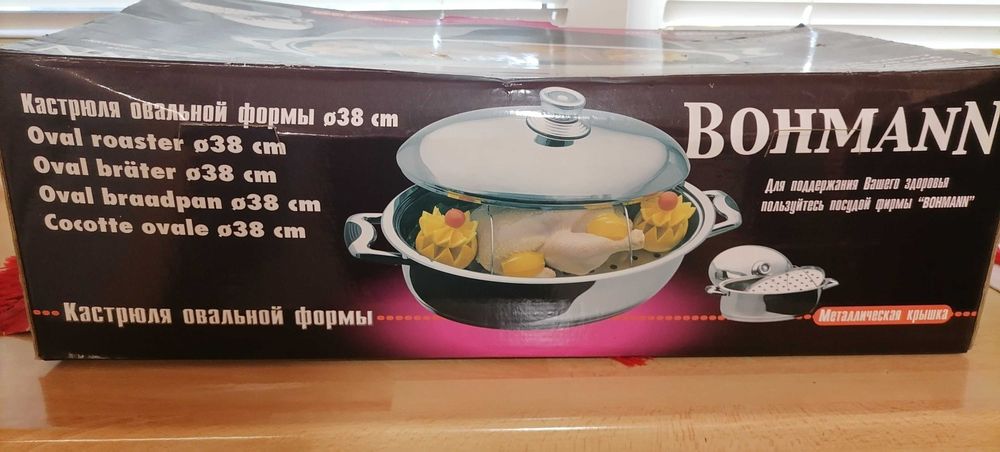 Кастрюля овальной формы ø38 cm
Oval roaster ø38 cm
Oval bräter ø38 cm
Oval braadpan ø38 cm
Cocotte ovale ø38 cm
BOHMANN
Для поддержания Вашего здоровья
пользуйтесь посудой фирмы "BOHMANN"
Кастрюля овальной формы
Металлическая крышка